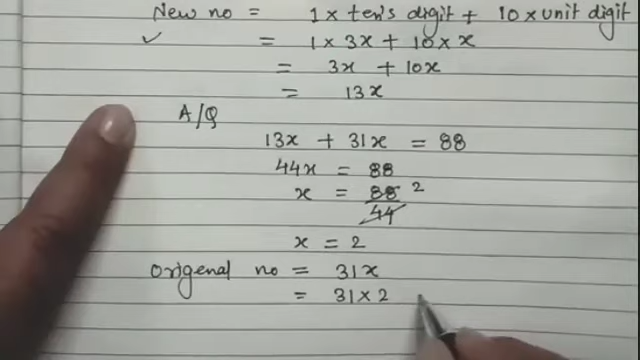 New no = 1 x ten's digit + 10 x unit digit
= 1 x 3x + 10 x x
= 3x + 10x
= 13x
A/Q
13x + 31x = 88
44x = 88
x = 88/44 2
x = 2
origenal no = 31x
= 31 x 2